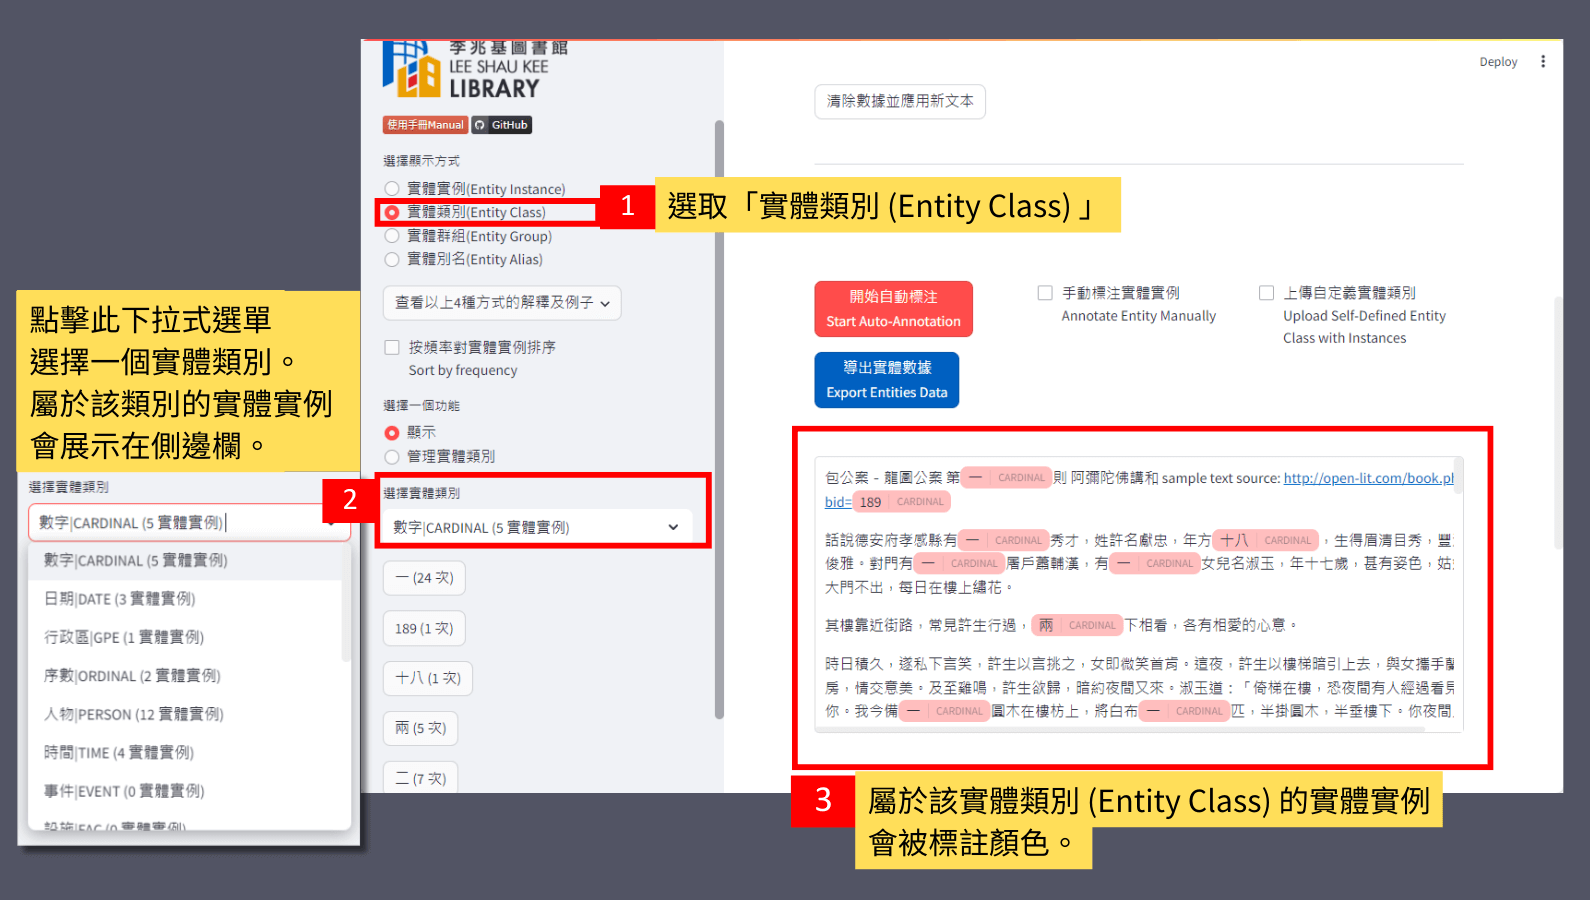 李兆基圖書館
LEE SHAU KEE
LIBRARY
使用手冊Manual
GitHub
選擇顯示方式
實體實例(Entity Instance)
實體類別(Entity Class)
實體群組(Entity Group)
實體別名(Entity Alias)
查看以上4種方式的解釋及例子
按頻率對實體實例排序
Sort by frequency
選擇一個功能
顯示
管理實體類別
選擇實體類別
數字|CARDINAL (5 實體實例)
一 (24 次)
189 (1 次)
十八 (1 次)
兩 (5 次)
二 (7 次)
1
選取「實體類別 (Entity Class) 」
點擊此下拉式選單
選擇一個實體類別。
屬於該類別的實體實例
會展示在側邊欄。
2
選擇實體類別
數字|CARDINAL (5 實體實例)
數字|CARDINAL (5 實體實例)
日期|DATE (3 實體實例)
行政區|GPE (1 實體實例)
序數|ORDINAL (2 實體實例)
人物|PERSON (12 實體實例)
時間|TIME (4 實體實例)
事件|EVENT (0 實體實例)
設施|FAC (0 實體實例)
Deploy
清除數據並應用新文本
開始自動標注
Start Auto-Annotation
手動標注實體實例
Annotate Entity Manually
上傳自定義實體類別
Upload Self-Defined Entity
Class with Instances
導出實體數據
Export Entities Data
包公案 - 龍圖公案 第 一 CARDINAL 則 阿彌陀佛講和 sample text source: http://open-lit.com/book.pl
bid= 189 CARDINAL
話說德安府孝感縣有 一 CARDINAL 秀才，姓許名獻忠，年方 十八 CARDINAL ，生得眉清目秀，豐
俊雅。對門有 一 CARDINAL 屠戶蕭輔漢，有 一 CARDINAL 女兒名淑玉，年十七歲，甚有姿色，姑
大門不出，每日在樓上繡花。
其樓靠近街路，常見許生行過， 兩 CARDINAL 下相看，各有相愛的心意。
時日積久，遂私下言笑，許生以言挑之，女即微笑首肯。這夜，許生以樓梯暗引上去，與女攜手蘭
房，情交意美。及至雞鳴，許生欲歸，暗約夜間又來。淑玉道：「倚梯在樓，恐夜間有人經過看見
你。我今備 一 CARDINAL 圓木在樓枋上，將白布 一 CARDINAL 匹，半掛圓木，半垂樓下。你夜間
3
屬於該實體類別 (Entity Class) 的實體實例
會被標註顏色。